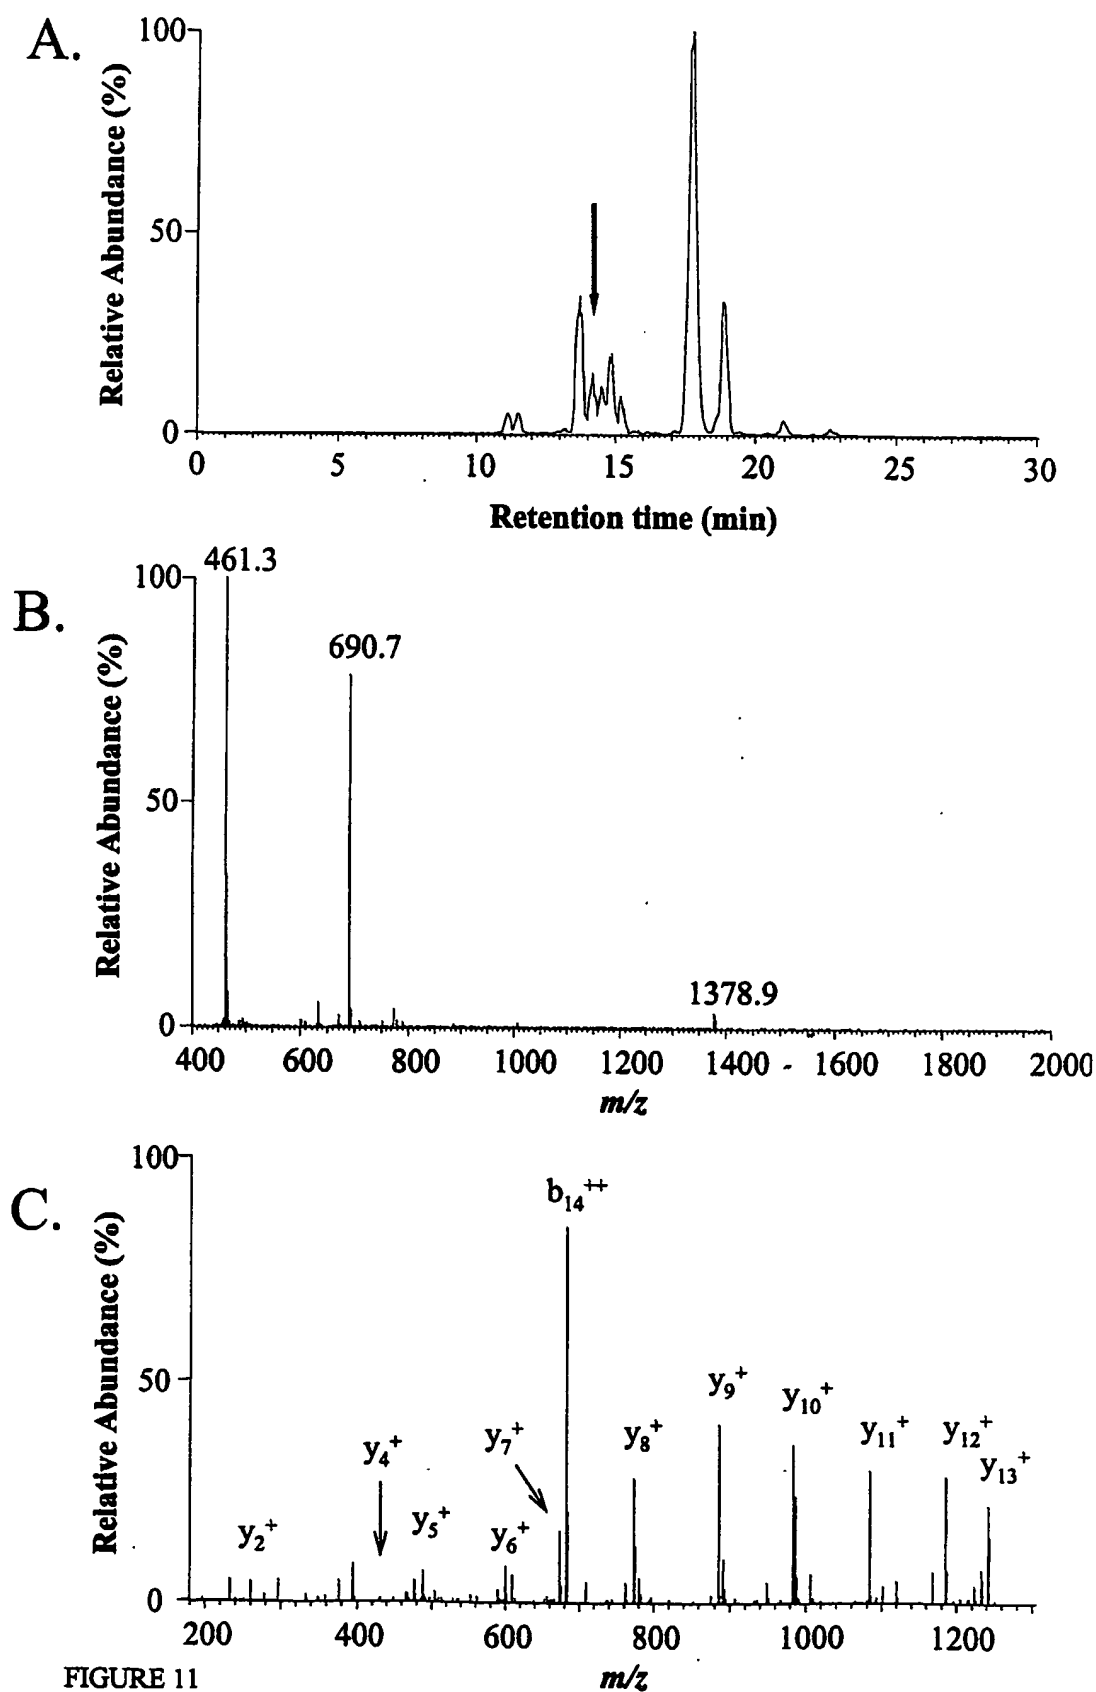 A.
Relative Abundance (%)
100
50
0
0 5 10 15 20 25 30
Retention time (min)
B.
Relative Abundance (%)
461.3
100
690.7
50
1378.9
0
400 600 800 1000 1200 1400 1600 1800 2000
m/z
C.
Relative Abundance (%)
100
b14++
50
y9+
y10+
y7+
y8+
y11+
y12+
y4+
y13+
y5+
y2+
y6+
0
200 400 600 800 1000 1200
m/z
FIGURE 11